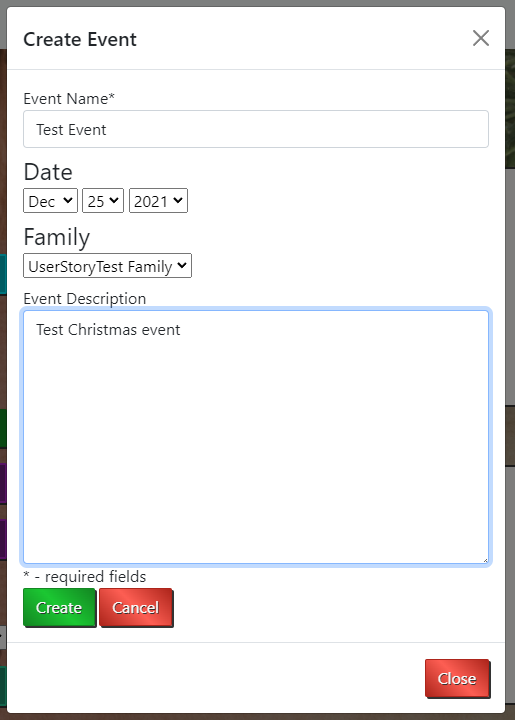 Create Event
Event Name*
Test Event
Date
Dec 25 2021
Family
UserStoryTest Family
Event Description
Test Christmas event
* - required fields
Create Cancel
Close